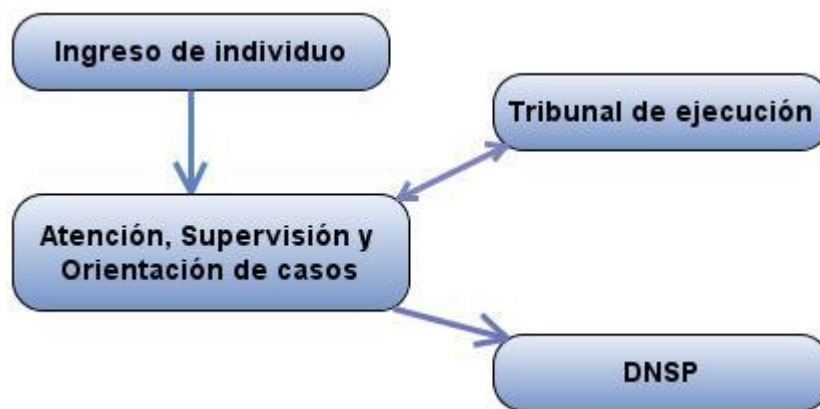 Ingreso de individuo
Tribunal de ejecución
Atención, Supervisión y
Orientación de casos
DNSP